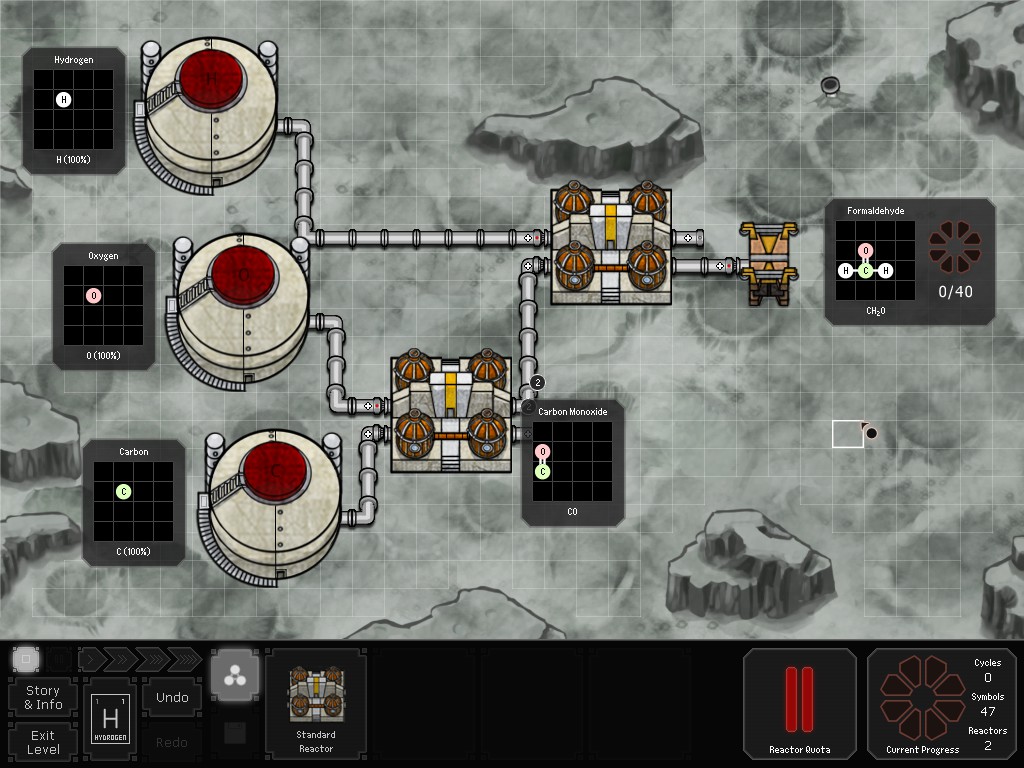 Hydrogen
H
H (100%)
H
Oxygen
O
O (100%)
O
Carbon
C
C (100%)
C
2
Carbon Monoxide
O
C
CO
Formaldehyde
O
H C H
0/40
CH₂O
Story
& Info
Exit
Level
1 1
H
HYDROGEN
Undo
Redo
Standard
Reactor
Reactor Quota
Current Progress
Cycles
0
Symbols
47
Reactors
2